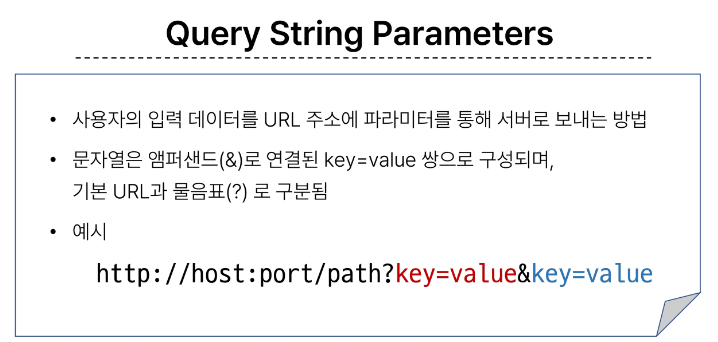 Query String Parameters
• 사용자의 입력 데이터를 URL 주소에 파라미터를 통해 서버로 보내는 방법
• 문자열은 앰퍼샌드(&)로 연결된 key=value 쌍으로 구성되며,
기본 URL과 물음표(?) 로 구분됨
• 예시
http://host:port/path?key=value&key=value